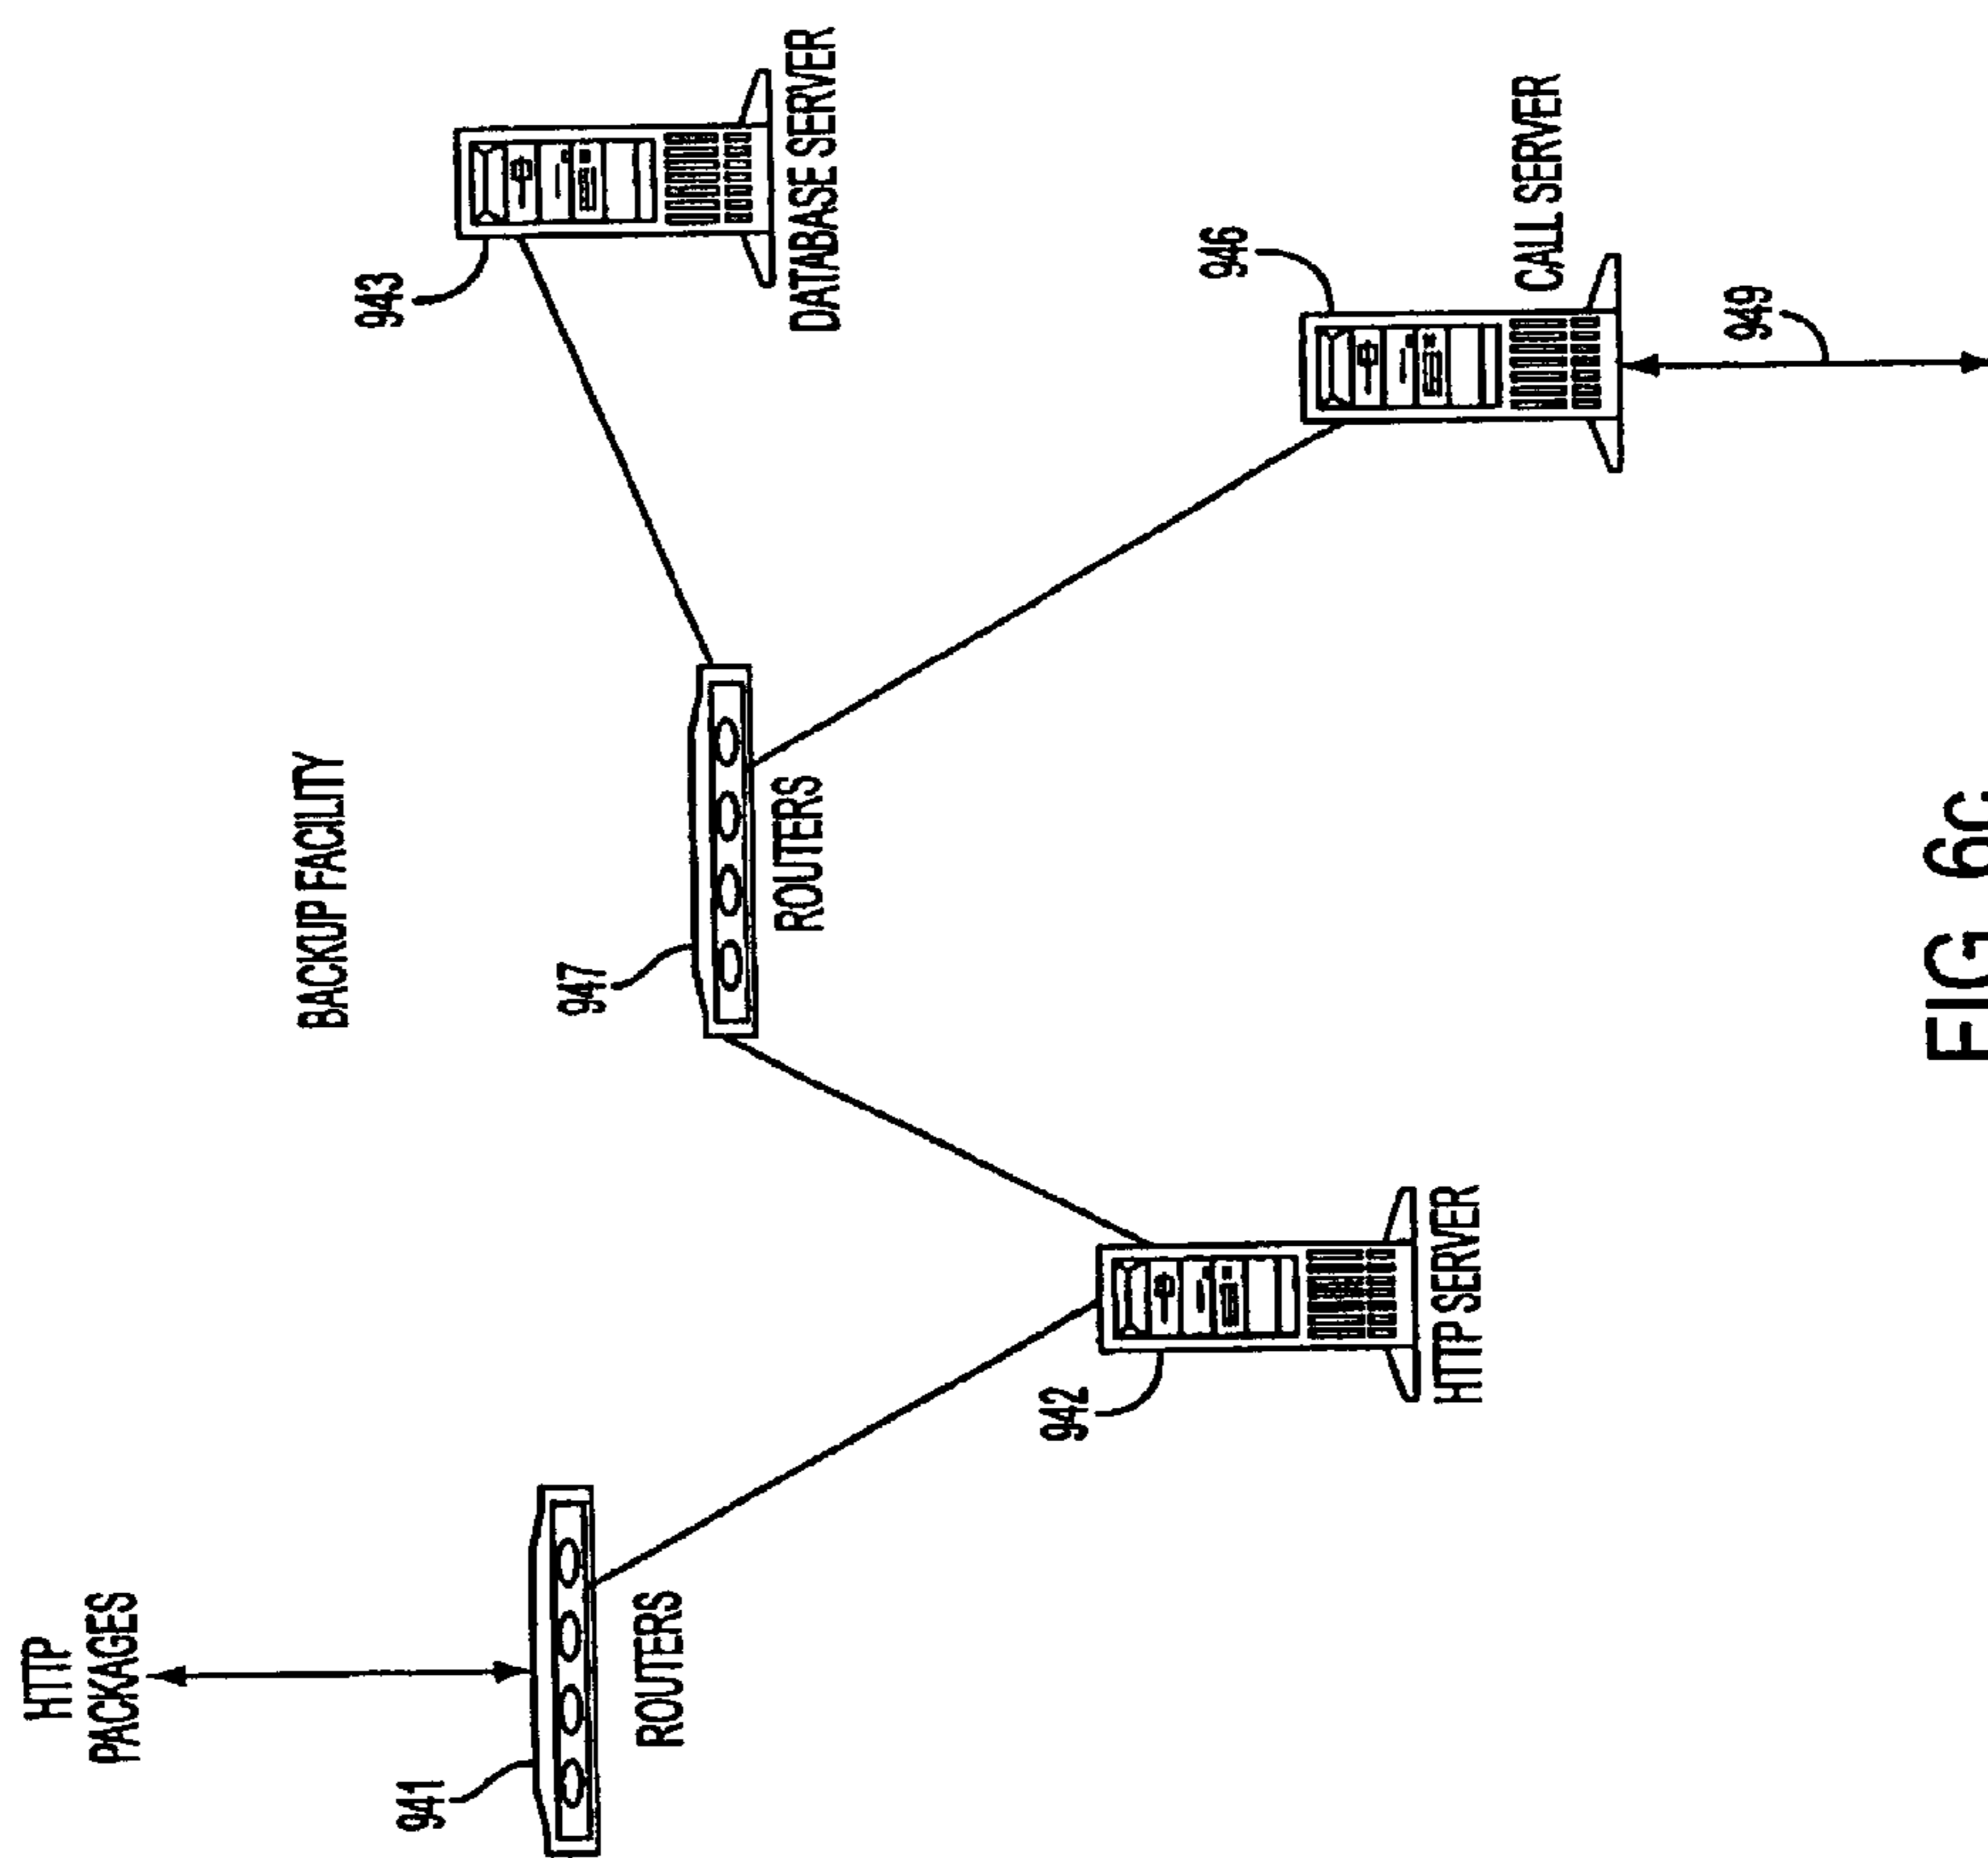 BACKUP FACILITY
HTTP
PACKAGES
941
ROUTERS
942
HTTP SERVER
947
ROUTERS
943
DATABASE SERVER
946
CALL SERVER
949
FIG. 6C